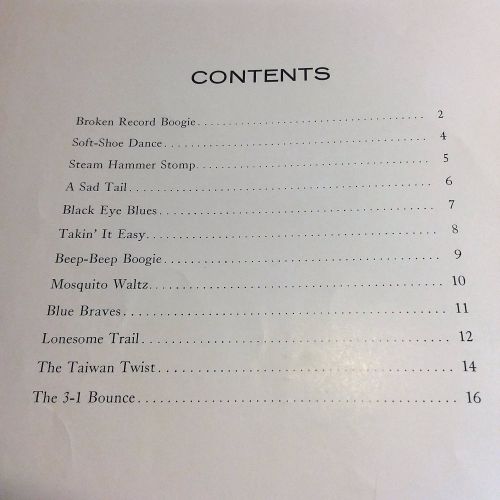 CONTENTS
Broken Record Boogie........................................ 2
Soft-Shoe Dance........................................ 4
Steam Hammer Stomp........................................ 5
A Sad Tail........................................ 6
Black Eye Blues........................................ 7
Takin' It Easy........................................ 8
Beep-Beep Boogie........................................ 9
Mosquito Waltz........................................ 10
Blue Braves........................................ 11
Lonesome Trail........................................ 12
The Taiwan Twist........................................ 14
The 3-1 Bounce........................................ 16